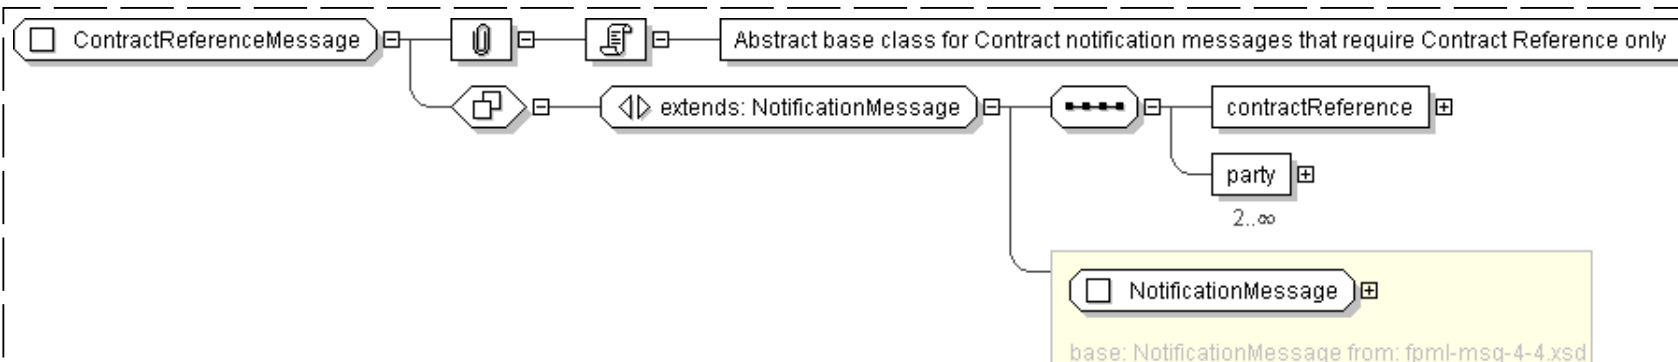 ContractReferenceMessage
Abstract base class for Contract notification messages that require Contract Reference only
extends: NotificationMessage
contractReference
party
2..∞
NotificationMessage
base: NotificationMessage from: fpml-msg-4-4.xsd